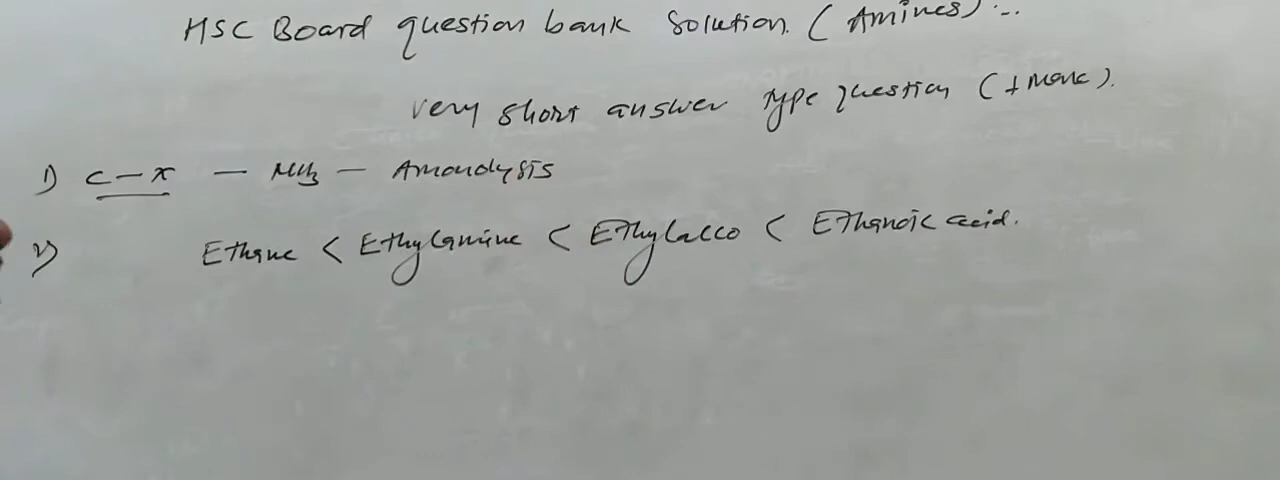 HSC Board question bank Solution. (Amines)...
very short answer type question (1 Mark).
1) C-X - NH3 - Amonolysis
2) Ethane < Ethylamine < Ethylalco < Ethanoic acid.